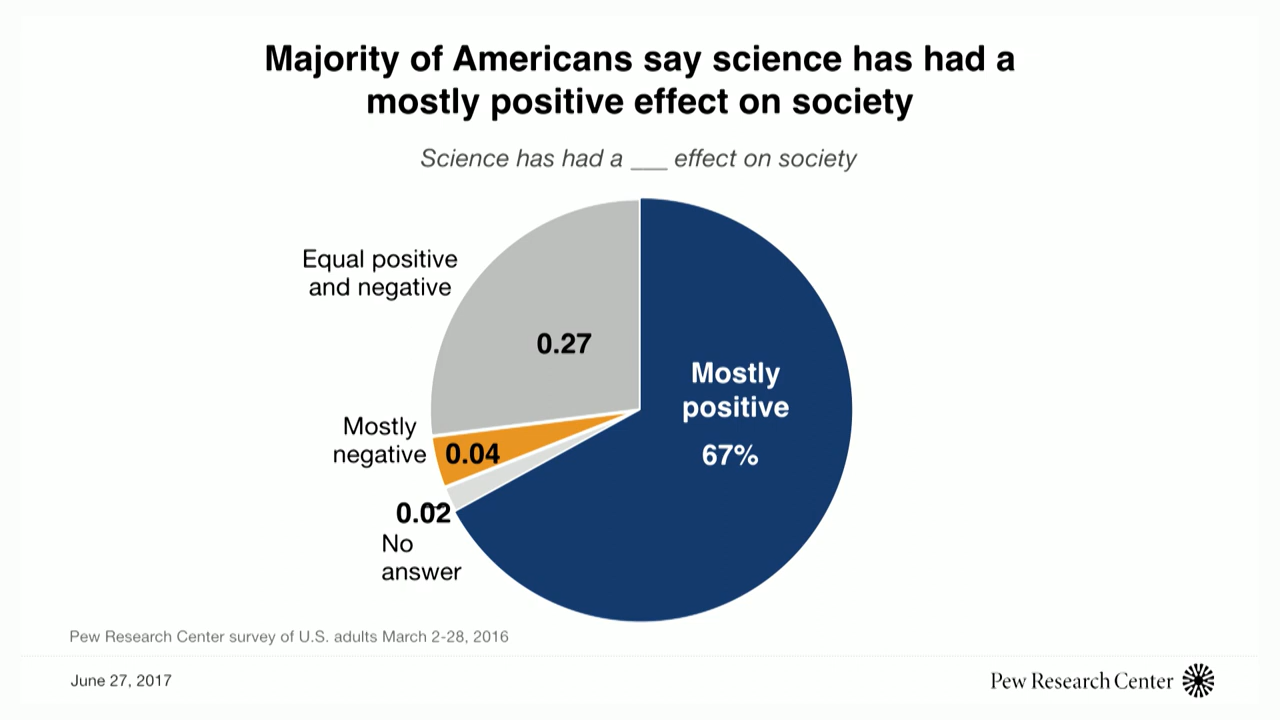 Majority of Americans say science has had a
mostly positive effect on society
Science has had a ___ effect on society
Equal positive
and negative
0.27
Mostly
positive
67%
Mostly
negative
0.04
0.02
No
answer
Pew Research Center survey of U.S. adults March 2-28, 2016
June 27, 2017
Pew Research Center